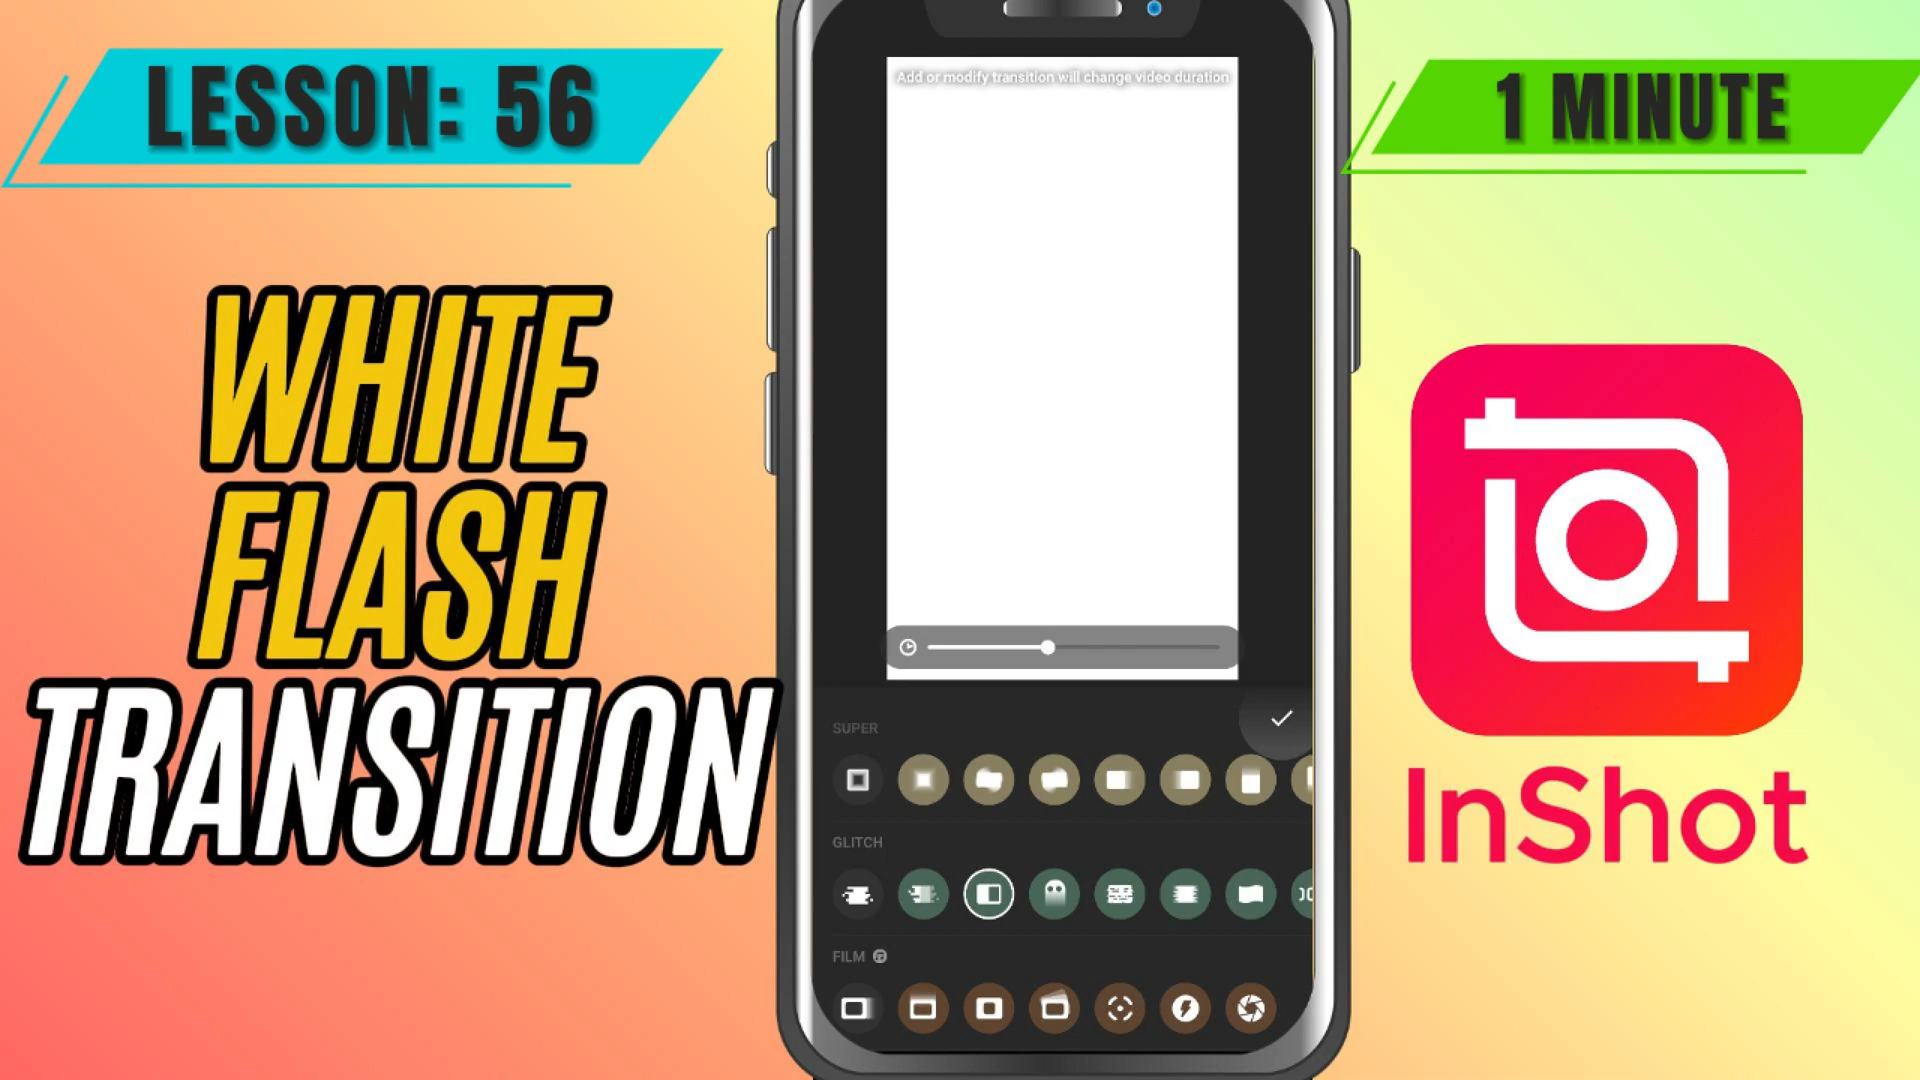 LESSON: 56
1 MINUTE
WHITE
FLASH
TRANSITION
Add or modify transition will change video duration
SUPER
GLITCH
FILM
InShot